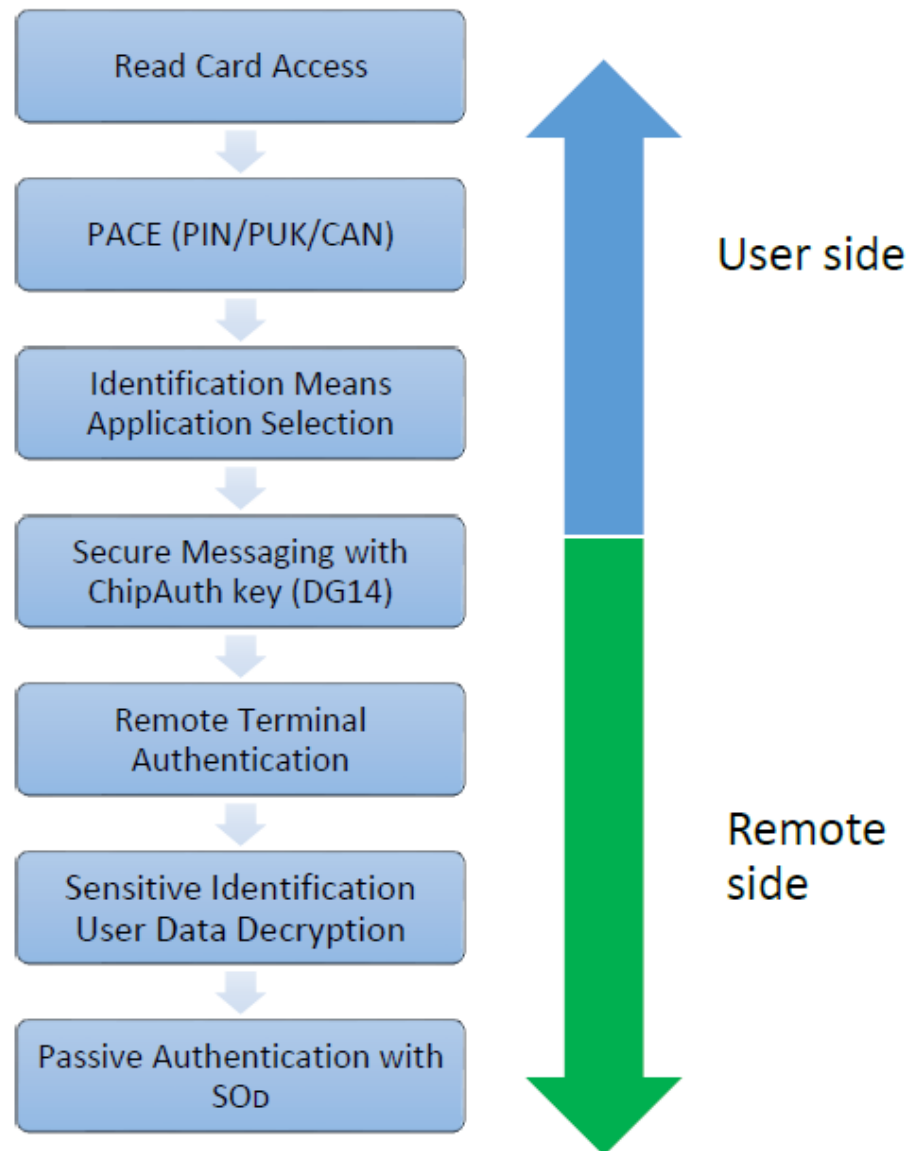 Read Card Access
PACE (PIN/PUK/CAN)
Identification Means
Application Selection
Secure Messaging with
ChipAuth key (DG14)
Remote Terminal
Authentication
Sensitive Identification
User Data Decryption
Passive Authentication with
SOD
User side
Remote
side